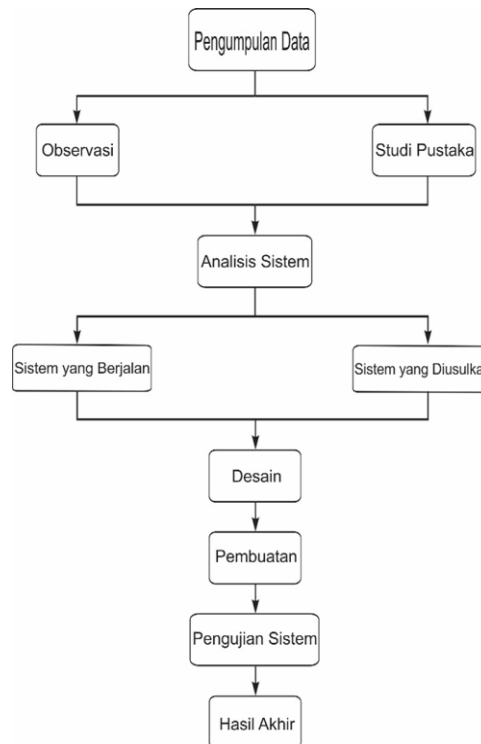 Pengumpulan Data
Observasi
Studi Pustaka
Analisis Sistem
Sistem yang Berjalan
Sistem yang Diusulka
Desain
Pembuatan
Pengujian Sistem
Hasil Akhir